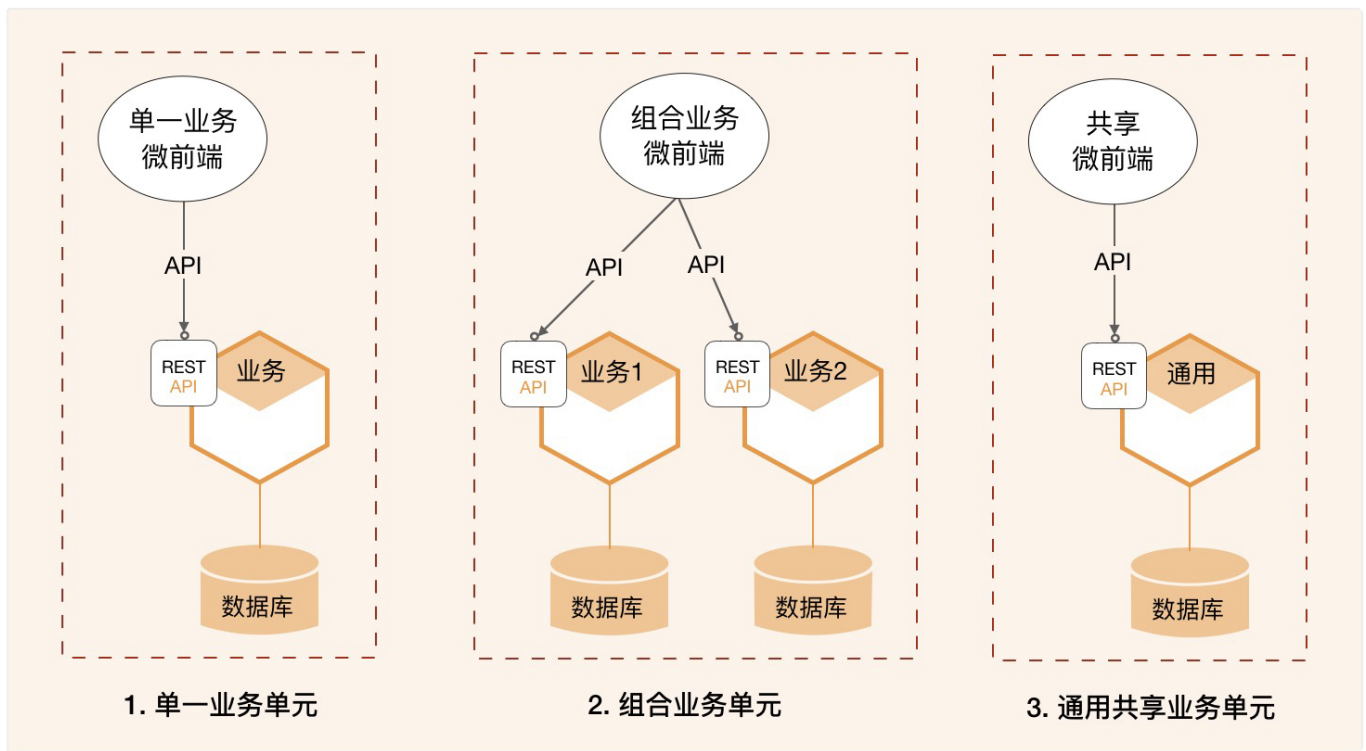 单一业务
微前端
API
REST
API
业务
数据库
1. 单一业务单元
组合业务
微前端
API
API
REST
API
业务1
REST
API
业务2
数据库
数据库
2. 组合业务单元
共享
微前端
API
REST
API
通用
数据库
3. 通用共享业务单元